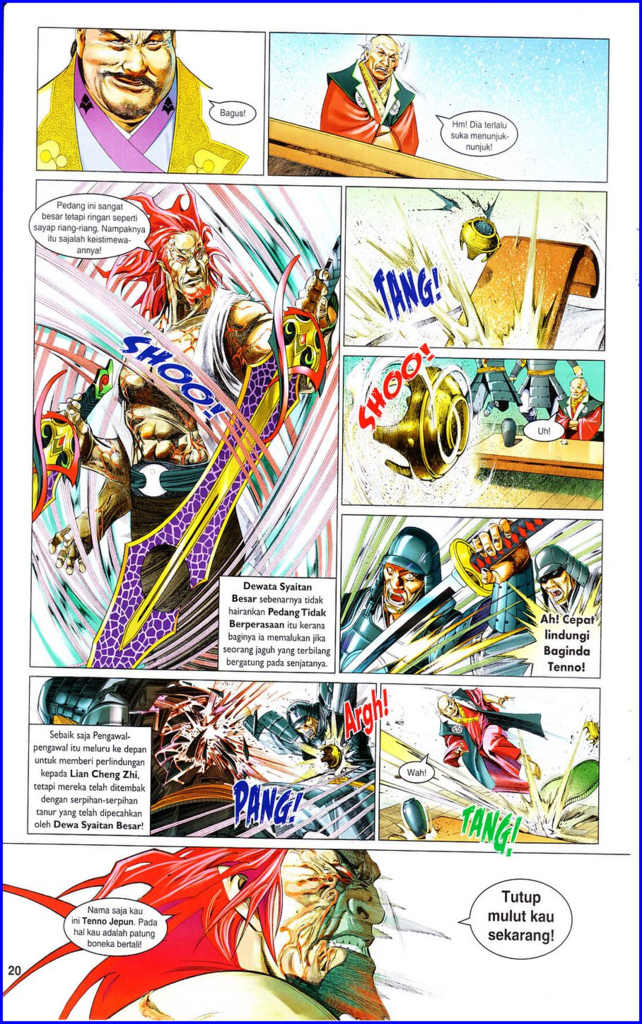 Bagus!
Hm! Dia terlalu
suka menunjuk-
nunjuk!
Pedang ini sangat
besar tetapi ringan seperti
sayap riang-riang. Nampaknya
itu sajalah keistimewa-
annya!
SHOOO!
TANG!
SHOOO!
Uh!
Dewata Syaitan
Besar sebenarnya tidak
hairankan Pedang Tidak
Berperasaan itu kerana
baginya ia memalukan jika
seorang jaguh yang terbilang
bergatung pada senjatanya.
Ah! Cepat
lindungi
Baginda
Tenno!
Sebaik saja Pengawal-
pengawal itu meluru ke depan
untuk memberi perlindungan
kepada Lian Cheng Zhi,
tetapi mereka telah ditembak
dengan serpihan-serpihan
tanur yang telah dipecahkan
oleh Dewa Syaitan Besar!
PANG!
Argh!
Wah!
TANG!
Nama saja kau
ini Tenno Jepun. Pada
hal kau adalah patung
boneka bertali!
Tutup
mulut kau
sekarang!
20